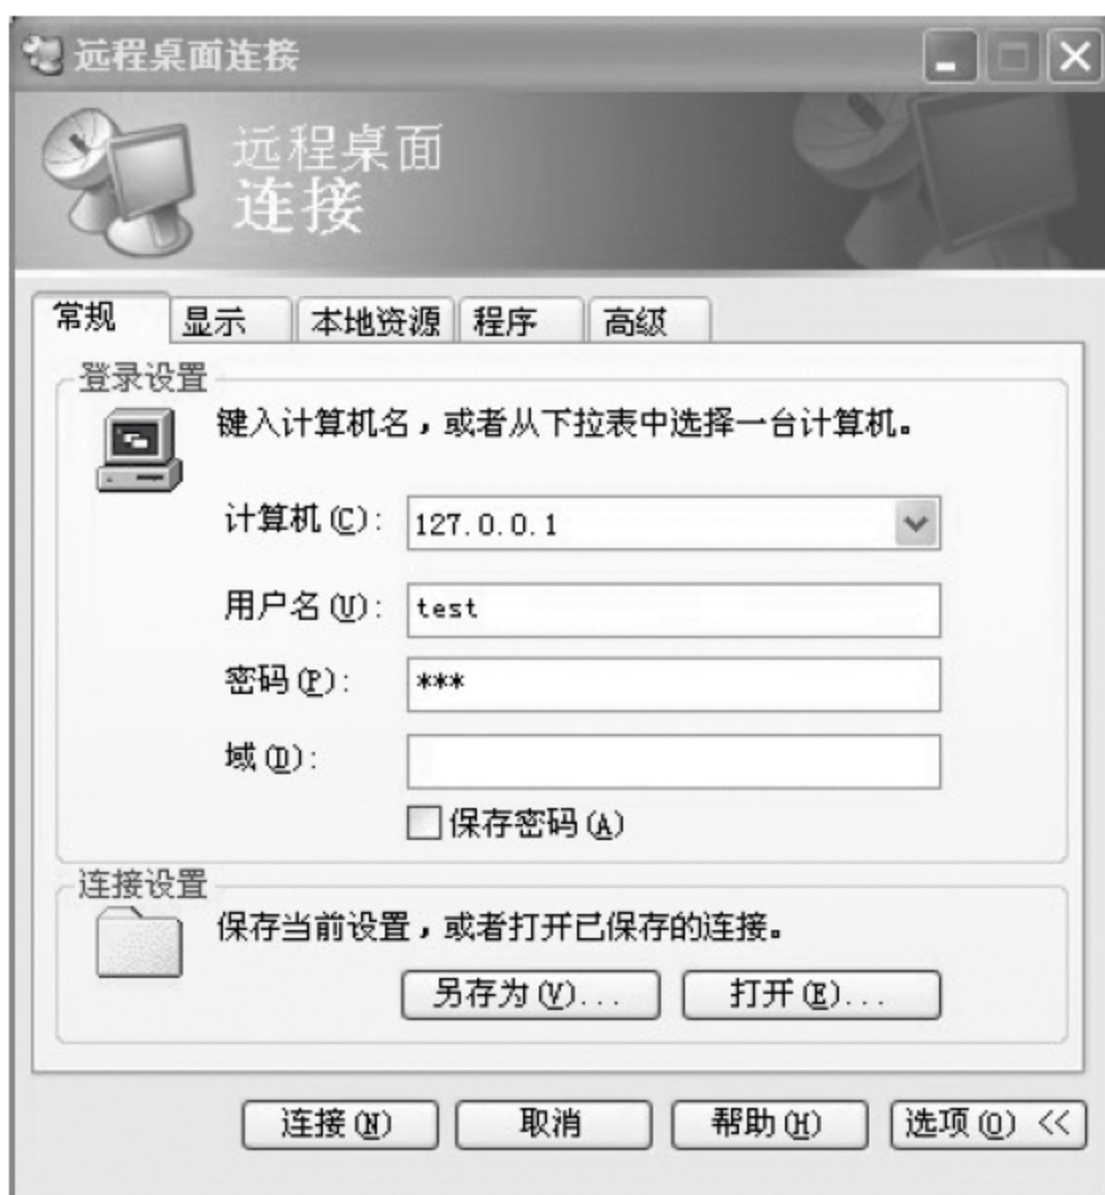 远程桌面连接
远程桌面
连接
常规 显示 本地资源 程序 高级
登录设置
键入计算机名，或者从下拉表中选择一台计算机。
计算机(C): 127.0.0.1
用户名(U): test
密码(P): ***
域(D):
保存密码(A)
连接设置
保存当前设置，或者打开已保存的连接。
另存为(V)... 打开(E)...
连接(N) 取消 帮助(H) 选项(O) <<